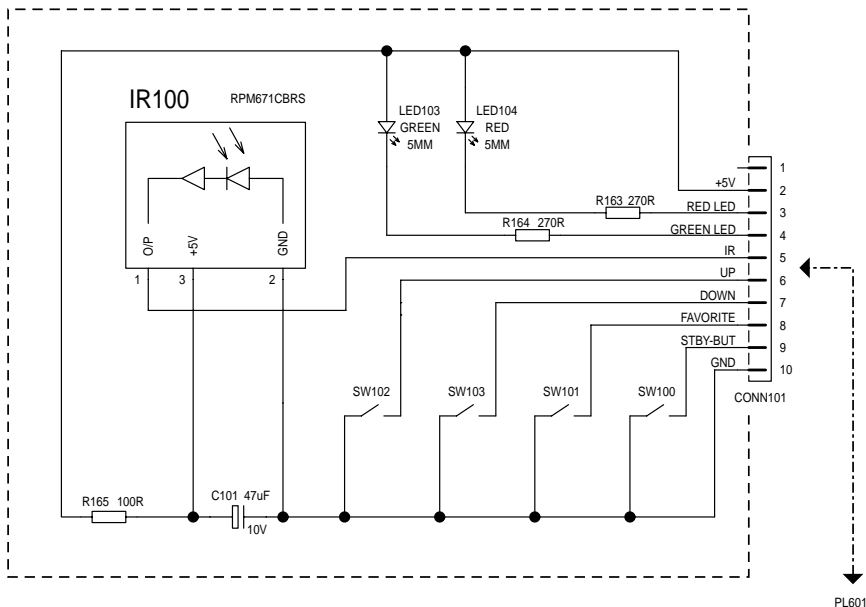 IR100 RPM671CBRS
LED103
GREEN
5MM
LED104
RED
5MM
O/P
+5V
GND
1 3 2
R163 270R
R164 270R
+5V
RED LED
GREEN LED
IR
UP
DOWN
FAVORITE
STBY-BUT
GND
1
2
3
4
5
6
7
8
9
10
CONN101
SW102
SW103
SW101
SW100
R165 100R
C101 47uF
10V
PL601